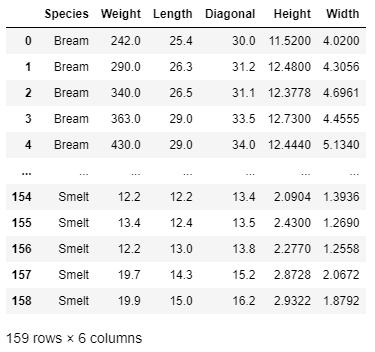 Species Weight Length Diagonal Height Width
0 Bream 242.0 25.4 30.0 11.5200 4.0200
1 Bream 290.0 26.3 31.2 12.4800 4.3056
2 Bream 340.0 26.5 31.1 12.3778 4.6961
3 Bream 363.0 29.0 33.5 12.7300 4.4555
4 Bream 430.0 29.0 34.0 12.4440 5.1340
... ... ... ... ... ... ...
154 Smelt 12.2 12.2 13.4 2.0904 1.3936
155 Smelt 13.4 12.4 13.5 2.4300 1.2690
156 Smelt 12.2 13.0 13.8 2.2770 1.2558
157 Smelt 19.7 14.3 15.2 2.8728 2.0672
158 Smelt 19.9 15.0 16.2 2.9322 1.8792
159 rows × 6 columns